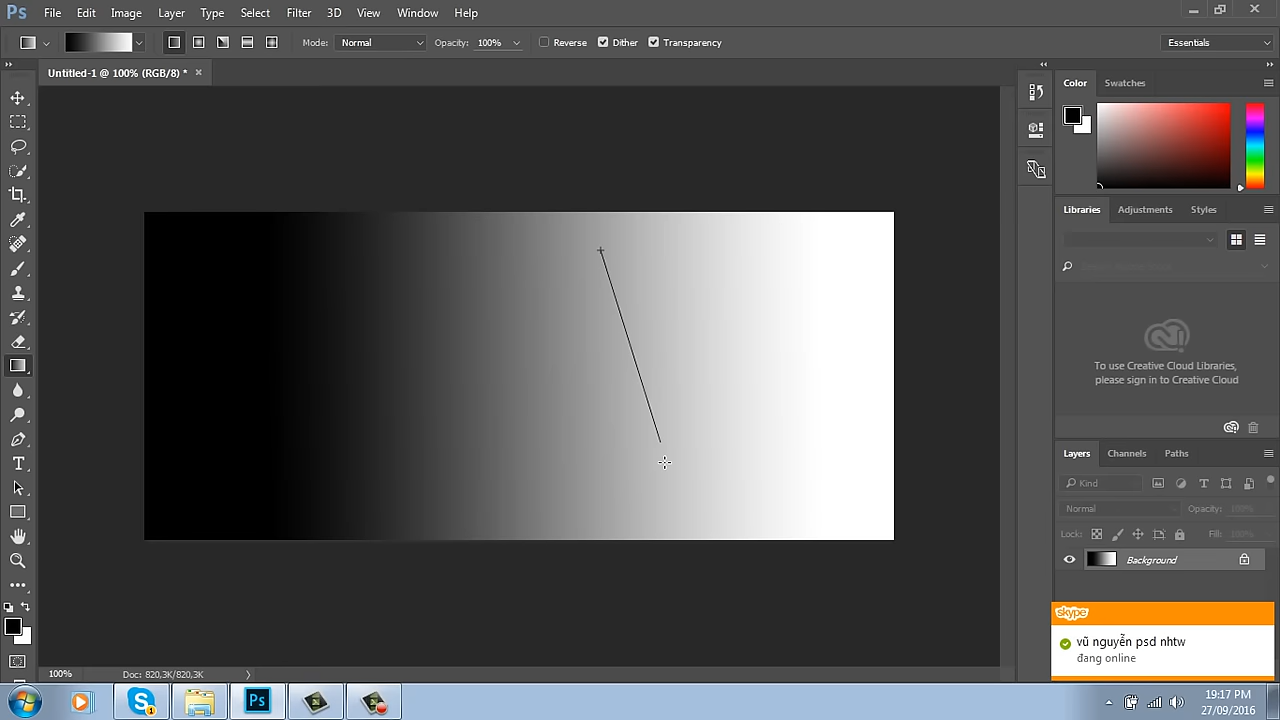 Ps File Edit Image Layer Type Select Filter 3D View Window Help
Mode: Normal Opacity: 100% Reverse Dither Transparency Essentials
Untitled-1 @ 100% (RGB/8) *
Color Swatches
Libraries Adjustments Styles
To use Creative Cloud Libraries,
please sign in to Creative Cloud
Layers Channels Paths
Kind
Normal Opacity: 100%
Lock: Fill: 100%
Background
skype
vũ nguyễn psd nhtw
đang online
100% Doc: 820,3K/820,3K
S 1 Ps
19:17 PM
27/09/2016